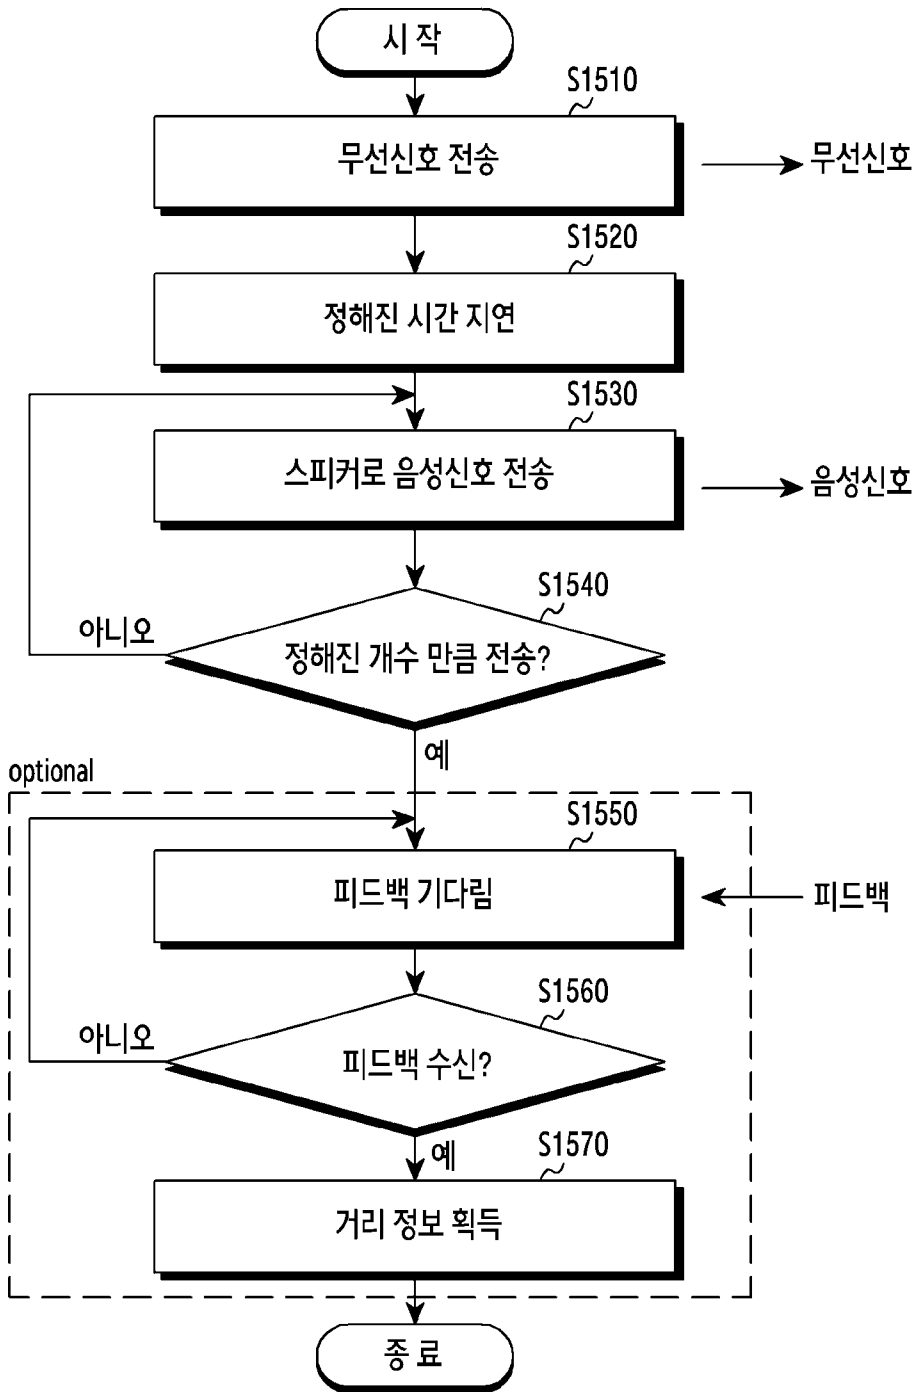 시 작
S1510
무선신호 전송
무선신호
S1520
정해진 시간 지연
S1530
스피커로 음성신호 전송
음성신호
S1540
아니오
정해진 개수 만큼 전송?
예
optional
S1550
피드백 기다림
피드백
S1560
아니오
피드백 수신?
예
S1570
거리 정보 획득
종 료